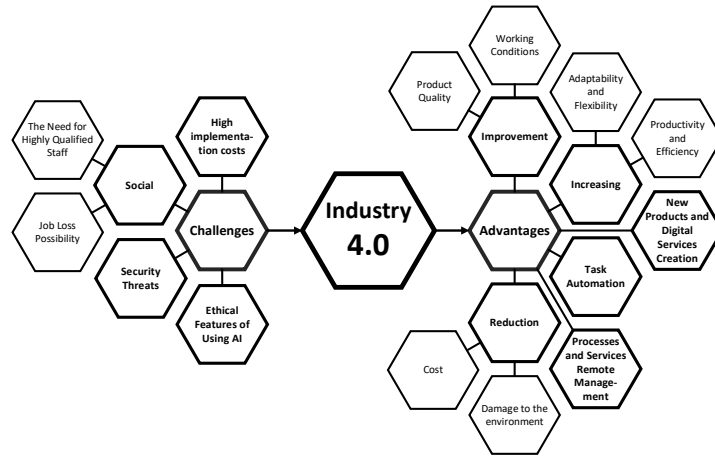 Working
Conditions
Product
Quality
Adaptability
and
Flexibility
High
implementa-
tion costs
The Need for
Highly Qualified
Staff
Improvement
Productivity
and
Efficiency
Social
Increasing
Job Loss
Possibility
Challenges
Industry
4.0
Advantages
New
Products and
Digital
Services
Creation
Security
Threats
Task
Automation
Ethical
Features of
Using AI
Reduction
Cost
Processes and
Services
Remote
Manage-
ment
Damage to the
environment